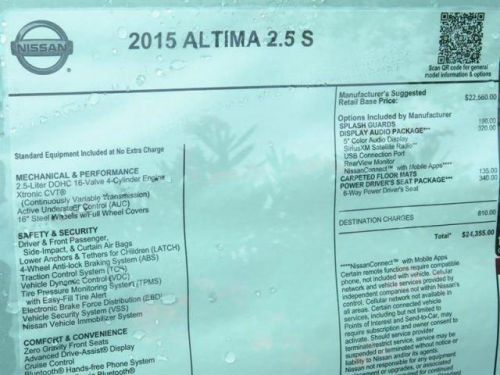 NISSAN
2015 ALTIMA 2.5 S
Scan QR code for general
model information & options
Manufacturer's Suggested
Retail Base Price: $22,560.00
Options Included by Manufacturer
SPLASH GUARDS 190.00
DISPLAY AUDIO PACKAGE*** 320.00
5" Color Audio Display
SiriusXM Satellite Radio**
USB Connection Port
RearView Monitor
NissanConnect with Mobile Apps****
CARPETED FLOOR MATS 135.00
POWER DRIVER'S SEAT PACKAGE*** 340.00
6-Way Power Driver's Seat
DESTINATION CHARGES 810.00
Total* $24,355.00
Standard Equipment Included at No Extra Charge
MECHANICAL & PERFORMANCE
2.5-Liter DOHC 16-Valve 4-Cylinder Engine
Xtronic CVT®
(Continuously Variable Transmission)
Active Understeer Control (AUC)
16" Steel Wheels w/Full Wheel Covers
SAFETY & SECURITY
Driver & Front Passenger,
Side-Impact, & Curtain Air Bags
Lower Anchors & Tethers for Children (LATCH)
4-Wheel Anti-lock Braking System (ABS)
Traction Control System (TCS)
Vehicle Dynamic Control (VDC)
Tire Pressure Monitoring System (TPMS)
with Easy-Fill Tire Alert
Electronic Brake Force Distribution (EBD)
Vehicle Security System (VSS)
Nissan Vehicle Immobilizer System
COMFORT & CONVENIENCE
Zero Gravity Front Seats
Advanced Drive-Assist® Display
Cruise Control
Bluetooth® Hands-free Phone System
Bluetooth®
****NissanConnect℠ with Mobile Apps
Certain remote functions require compatible
phone, not included with vehicle. Cellular
network and vehicle services provided by
independent companies not within Nissan's
control. Cellular network not available in
all areas. Certain connected vehicle
services, including but not limited to
Points of Interest and Send-to-Car, may
require subscription and owner consent to
activate. Should service provider
terminate/restrict service, service may be
suspended or terminated without notice or
liability to Nissan and/or its agents.
Nissan not responsible for any equipment
replacement or upgrades, or associated